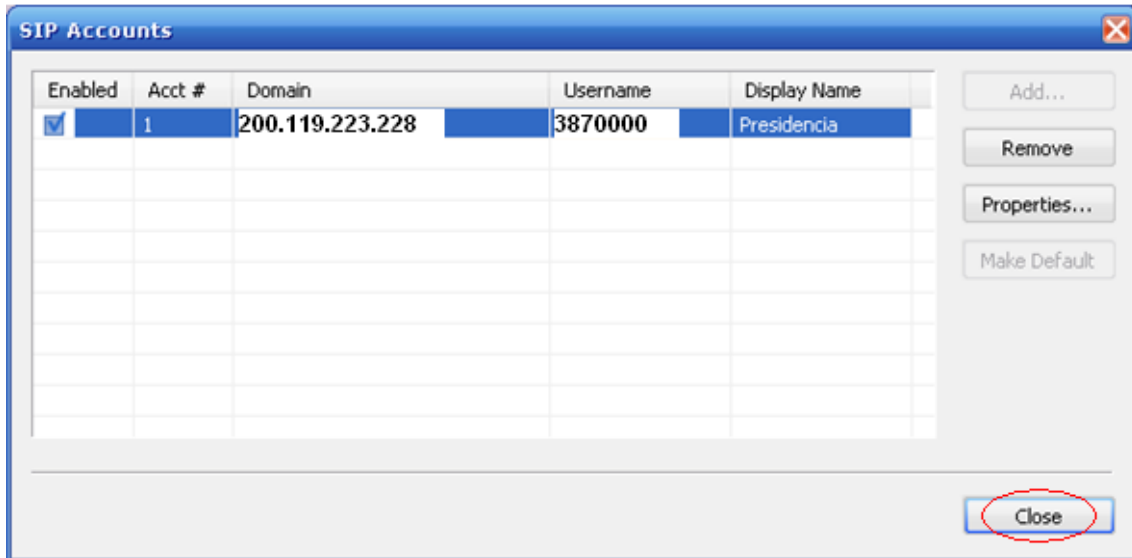 SIP Accounts
Enabled Acct # Domain Username Display Name
1 200.119.223.228 3870000 Presidencia
Add...
Remove
Properties...
Make Default
Close